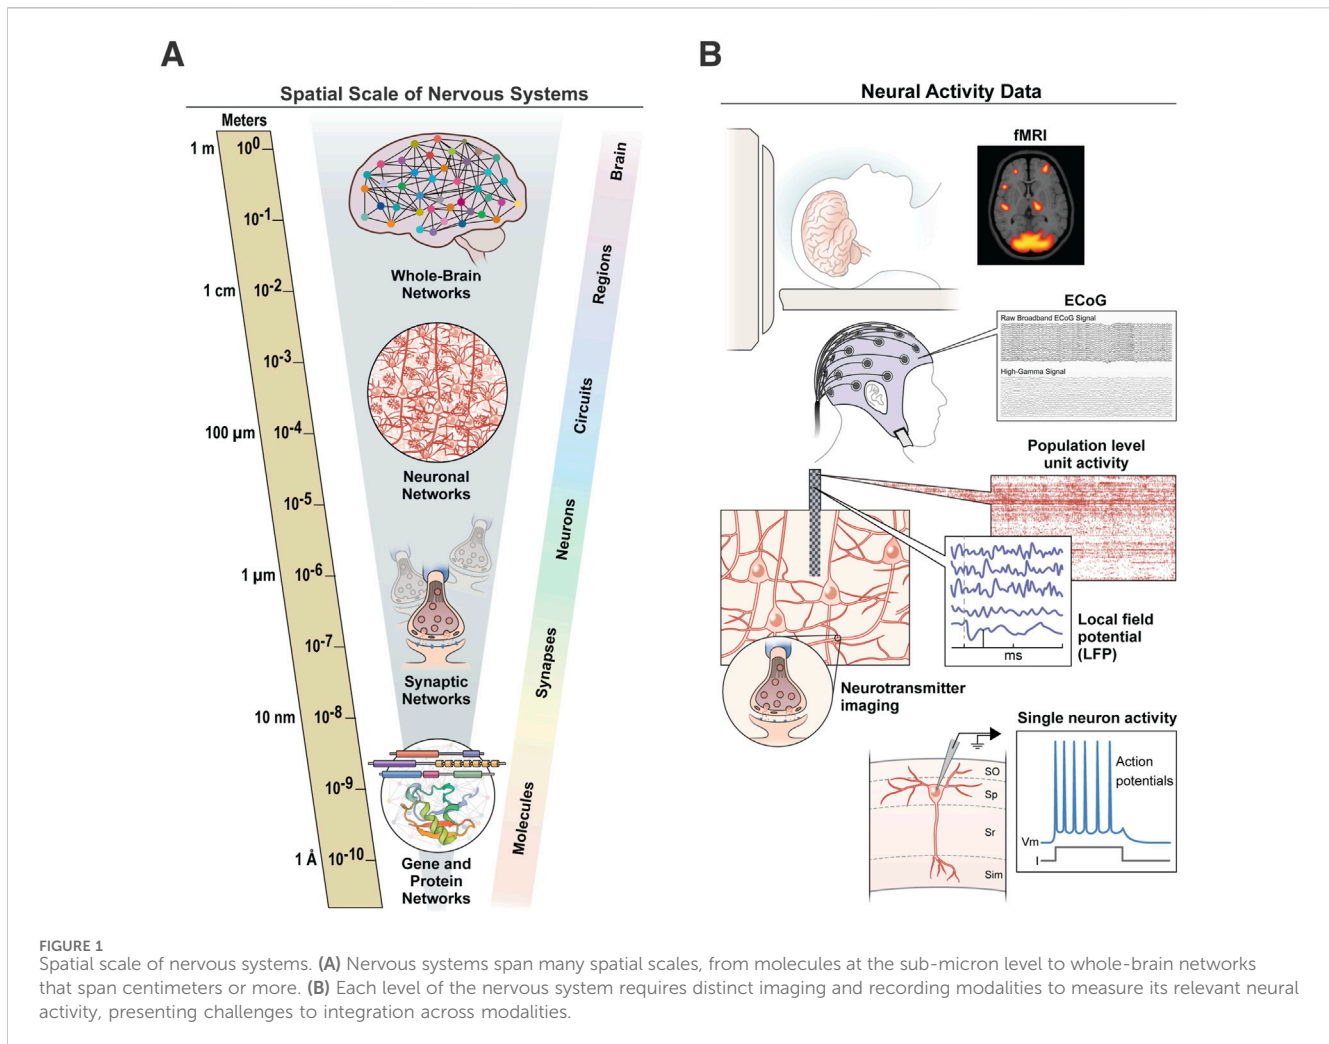 A
Spatial Scale of Nervous Systems
Meters
1 m
10⁰
10⁻¹
1 cm
10⁻²
10⁻³
100 µm
10⁻⁴
10⁻⁵
1 µm
10⁻⁶
10⁻⁷
10 nm
10⁻⁸
10⁻⁹
1 Å
10⁻¹⁰
Whole-Brain
Networks
Neuronal
Networks
Synaptic
Networks
Gene and
Protein
Networks
Brain
Regions
Circuits
Neurons
Synapses
Molecules
B
Neural Activity Data
fMRI
ECoG
Raw Broadband ECoG Signal
High-Gamma Signal
Population level
unit activity
ms
Local field
potential
(LFP)
Neurotransmitter
imaging
Single neuron activity
SO
Sp
Sr
Sim
Action
potentials
Vm
I
FIGURE 1
Spatial scale of nervous systems. (A) Nervous systems span many spatial scales, from molecules at the sub-micron level to whole-brain networks
that span centimeters or more. (B) Each level of the nervous system requires distinct imaging and recording modalities to measure its relevant neural
activity, presenting challenges to integration across modalities.